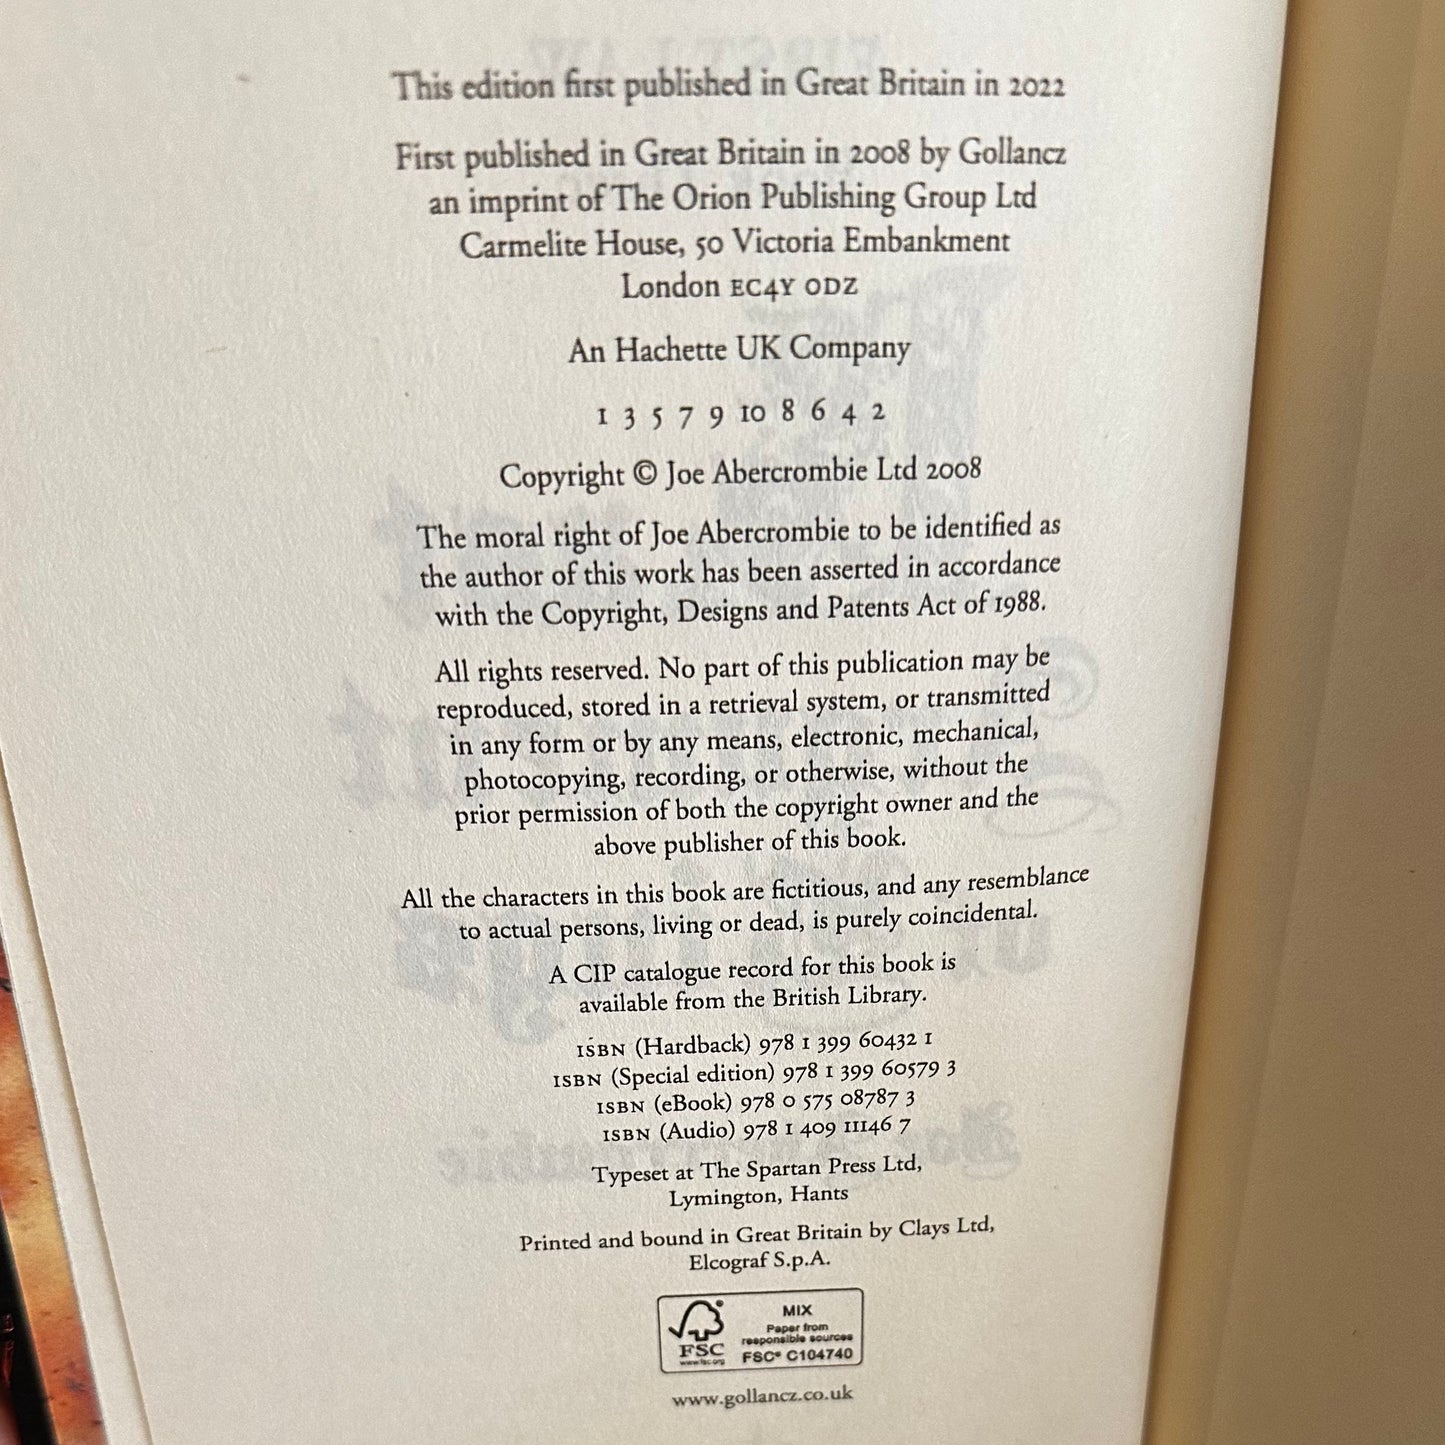 This edition first published in Great Britain in 2022
First published in Great Britain in 2008 by Gollancz
an imprint of The Orion Publishing Group Ltd
Carmelite House, 50 Victoria Embankment
London EC4Y 0DZ
An Hachette UK Company
1 3 5 7 9 10 8 6 4 2
Copyright © Joe Abercrombie Ltd 2008
The moral right of Joe Abercrombie to be identified as
the author of this work has been asserted in accordance
with the Copyright, Designs and Patents Act of 1988.
All rights reserved. No part of this publication may be
reproduced, stored in a retrieval system, or transmitted
in any form or by any means, electronic, mechanical,
photocopying, recording, or otherwise, without the
prior permission of both the copyright owner and the
above publisher of this book.
All the characters in this book are fictitious, and any resemblance
to actual persons, living or dead, is purely coincidental.
A CIP catalogue record for this book is
available from the British Library.
ISBN (Hardback) 978 1 399 60432 1
ISBN (Special edition) 978 1 399 60579 3
ISBN (eBook) 978 0 575 08787 3
ISBN (Audio) 978 1 409 11146 7
Typeset at The Spartan Press Ltd,
Lymington, Hants
Printed and bound in Great Britain by Clays Ltd,
Elcograf S.p.A.
FSC
www.fsc.org
MIX
Paper from
responsible sources
FSC® C104740
www.gollancz.co.uk